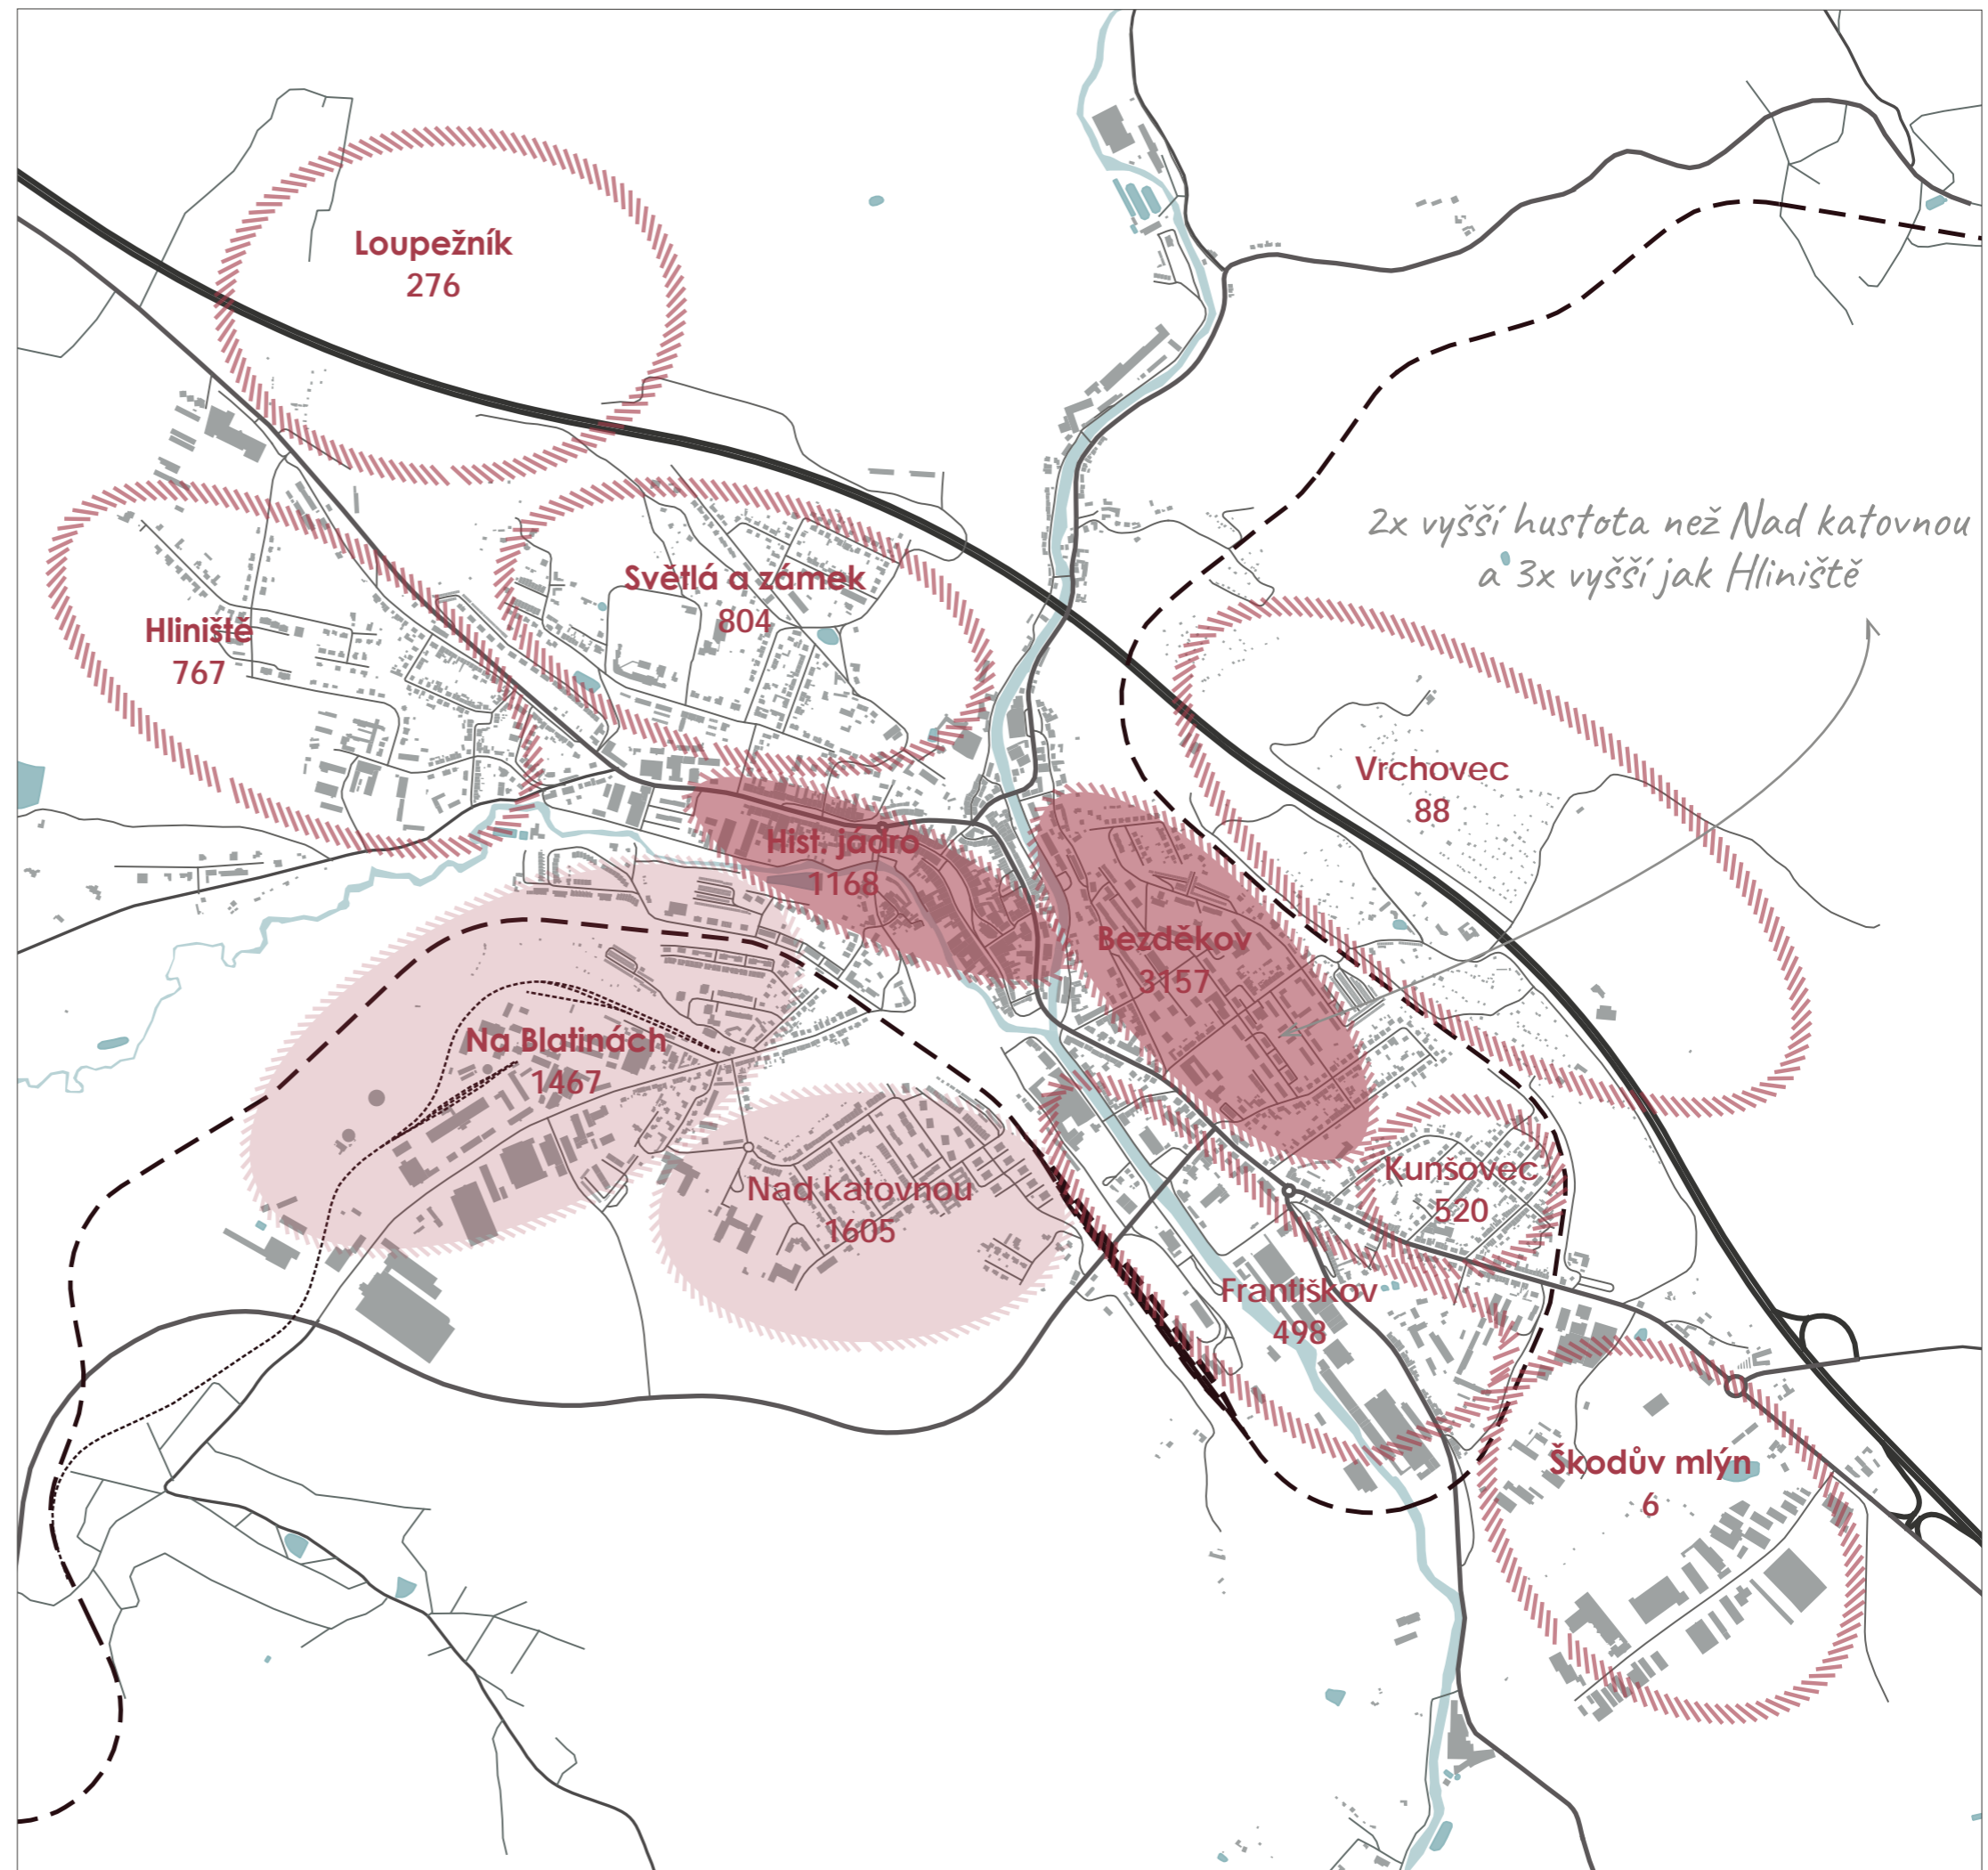 Loupežník
276
2x vyšší hustota než Nad katovnou
a 3x vyšší jak Hliniště
Světlá a zámek
804
Hliniště
767
Vrchovec
88
Hist. jádro
1168
Bezděkov
3157
Na Blatinách
1467
Nad katovnou
1605
Kunšovec
520
Františkov
498
Škodův mlýn
6